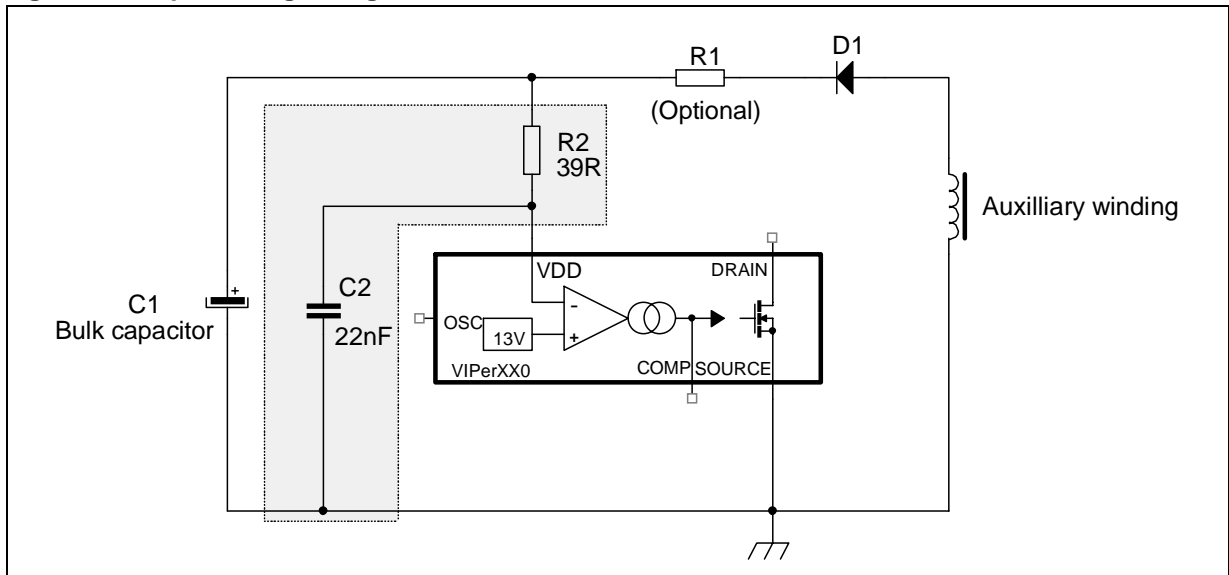 D1
R1
(Optional)
R2
39R
Auxilliary winding
VDD
DRAIN
C1
Bulk capacitor
+
C2
22nF
OSC
13V
-
+
VIPerXX0
COMP
SOURCE